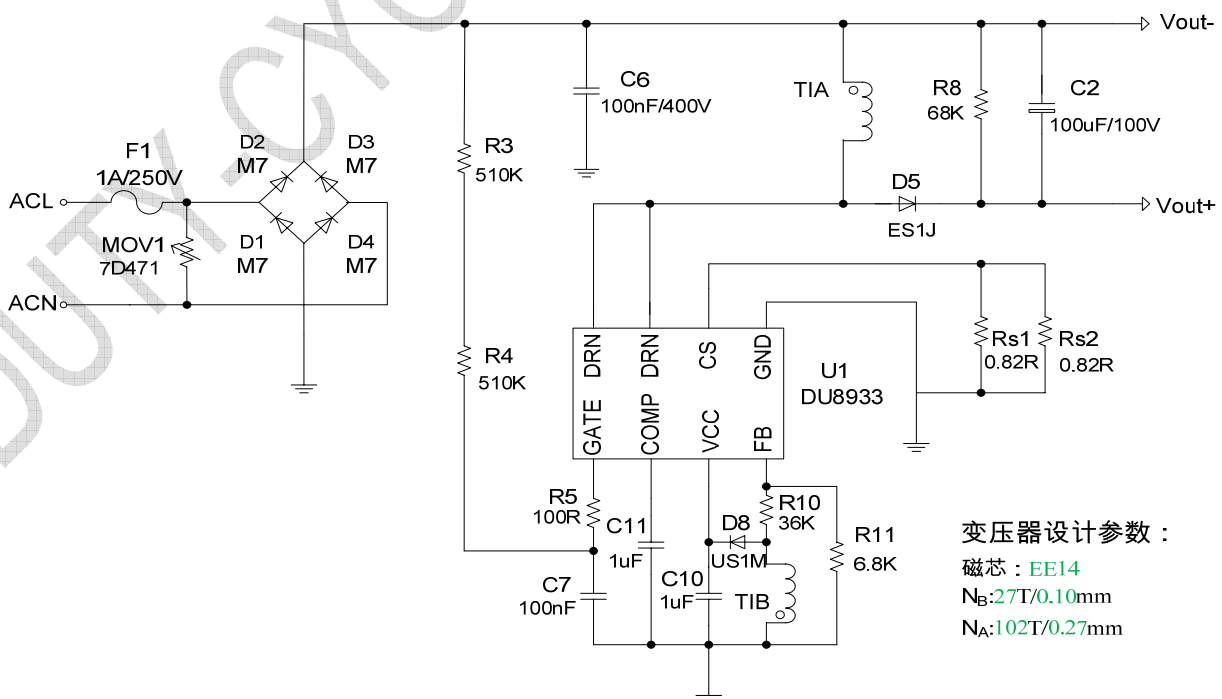 DUTY-CYC
Vout-
C6
100nF/400V
TIA
R8
68K
C2
100uF/100V
R3
510K
F1
1A/250V
D2
M7
D3
M7
ACL
D5
ES1J
Vout+
MOV1
7D471
D1
M7
D4
M7
ACN
R4
510K
DRN
DRN
CS
GND
GATE
COMP
VCC
FB
U1
DU8933
Rs1
0.82R
Rs2
0.82R
R5
100R
C11
1uF
D8
US1M
R10
36K
R11
6.8K
C7
100nF
C10
1uF
TIB
变压器设计参数：
磁芯：EE14
NB:27T/0.10mm
NA:102T/0.27mm